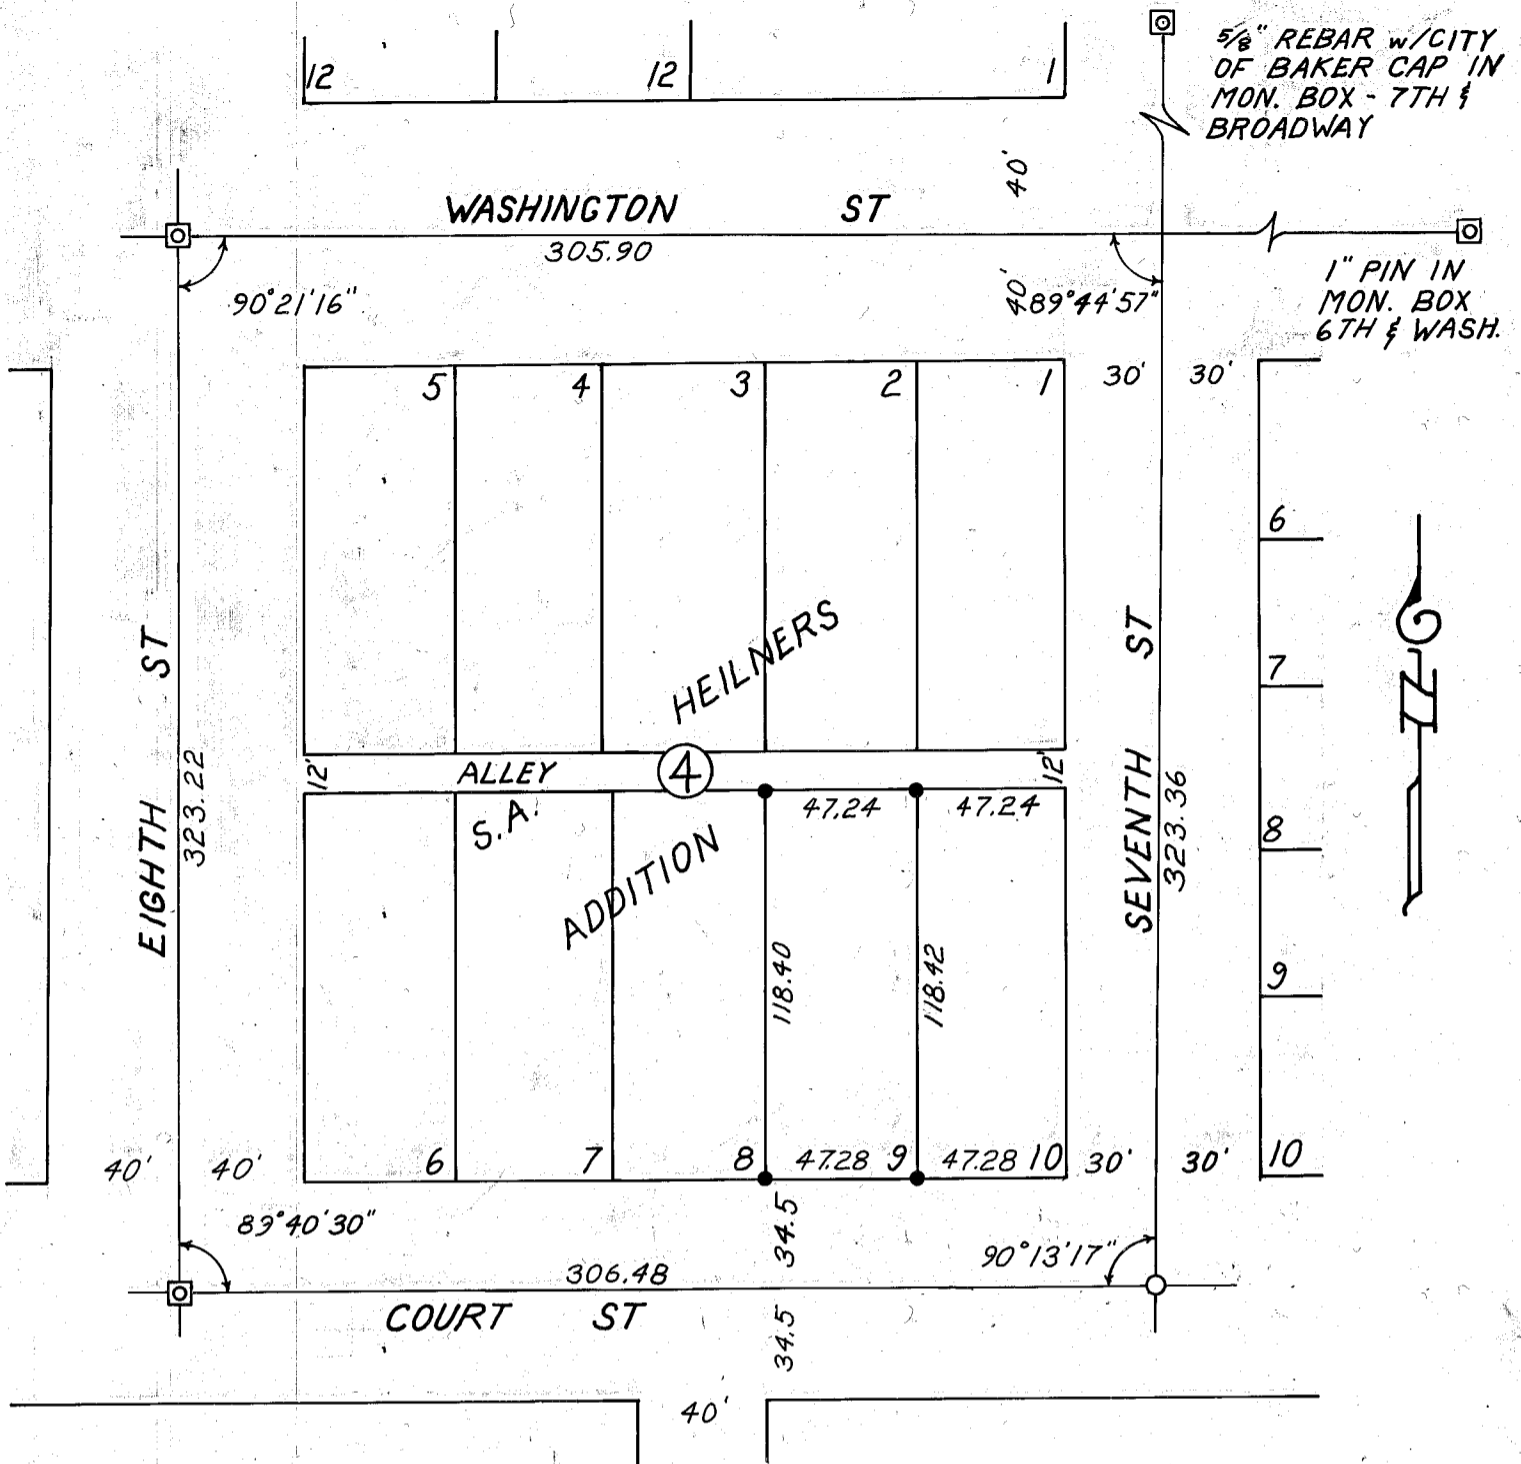 12
12
1
5/8" REBAR w/CITY
OF BAKER CAP IN
MON. BOX - 7TH &
BROADWAY
40'
WASHINGTON ST
305.90
90°21'16"
40'
89°44'57"
1" PIN IN
MON. BOX
6TH & WASH.
5
4
3
2
1
30'
30'
6
7
8
9
10
HEILNERS
EIGHTH ST
323.22
SEVENTH ST
323.36
N
12'
ALLEY
4
12'
S.A.
ADDITION
47.24
47.24
118.40
118.42
40'
40'
6
7
8
47.28
9
47.28
10
30'
30'
89°40'30"
34.5
90°13'17"
306.48
COURT ST
34.5
40'